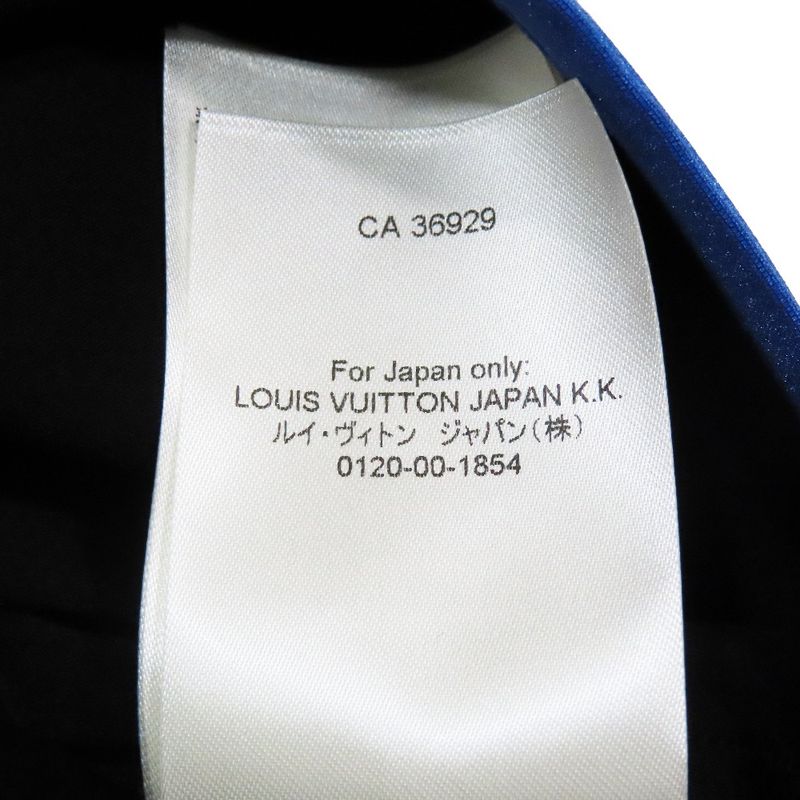 CA 36929
For Japan only:
LOUIS VUITTON JAPAN K.K.
ルイ・ヴィトン　ジャパン(株)
0120-00-1854